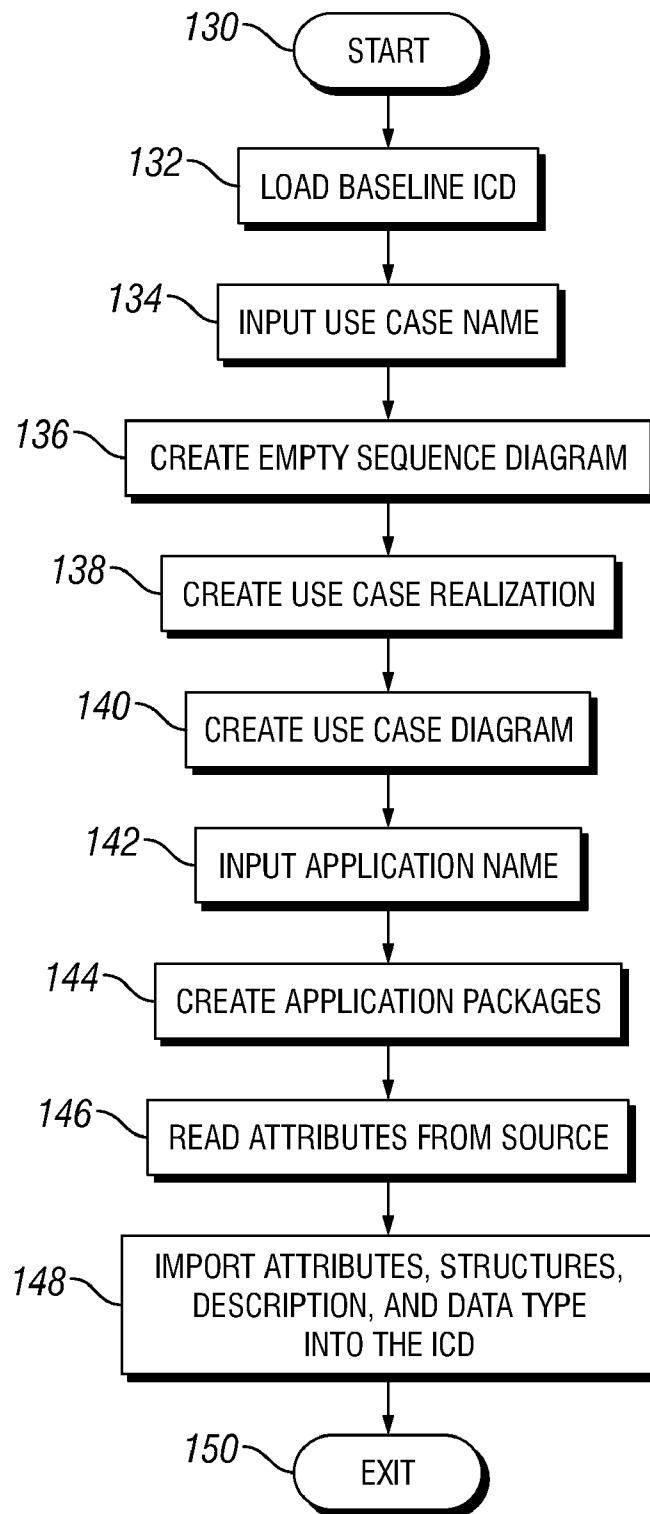 130
START
132
LOAD BASELINE ICD
134
INPUT USE CASE NAME
136
CREATE EMPTY SEQUENCE DIAGRAM
138
CREATE USE CASE REALIZATION
140
CREATE USE CASE DIAGRAM
142
INPUT APPLICATION NAME
144
CREATE APPLICATION PACKAGES
146
READ ATTRIBUTES FROM SOURCE
148
IMPORT ATTRIBUTES, STRUCTURES,
DESCRIPTION, AND DATA TYPE
INTO THE ICD
150
EXIT